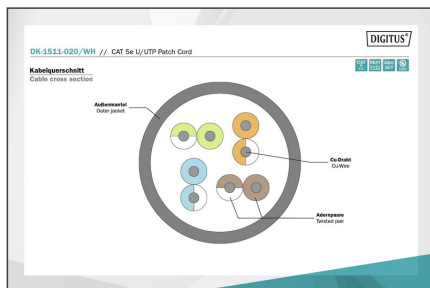 DIGITUS®
DK-1511-020/WH // CAT 5e U/UTP Patch Cord
Kabelquerschnitt
Cable cross section
Außenmantel
Outer jacket
Cu-Draht
Cu-Wire
Adernpaare
Twisted pair